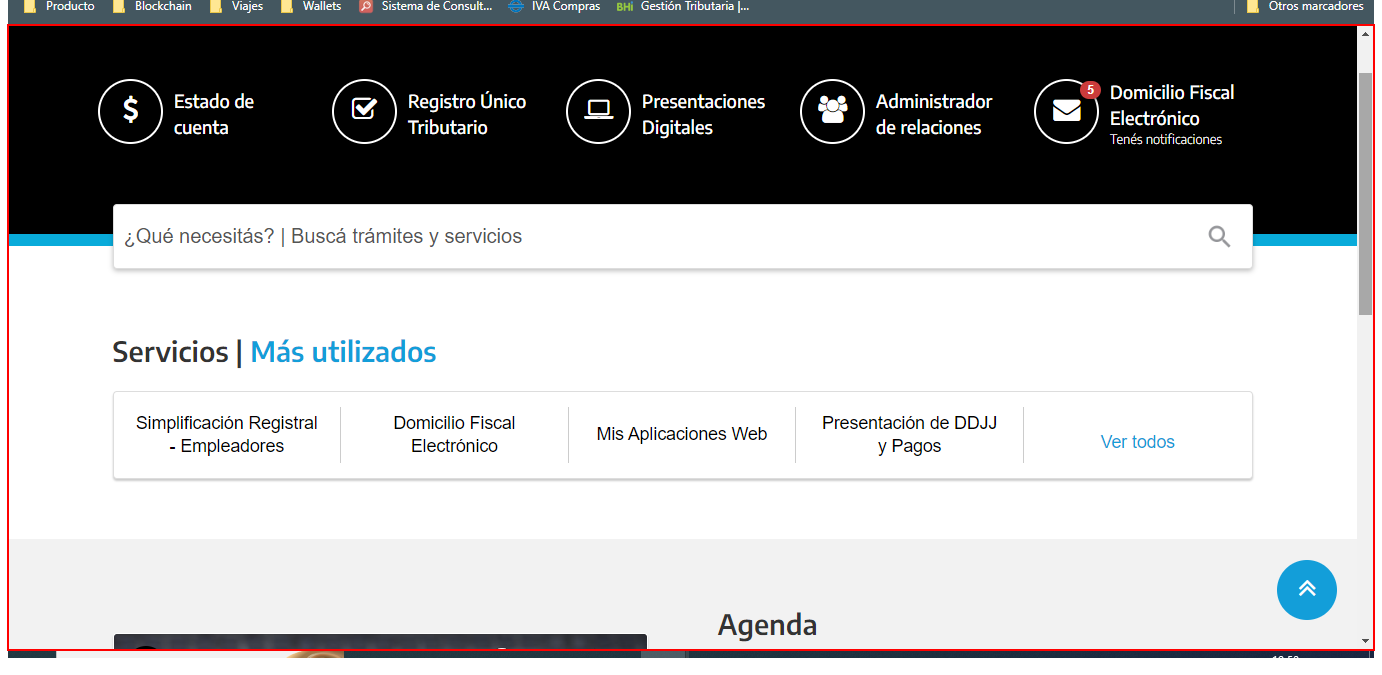 Producto Blockchain Viajes Wallets Sistema de Consult... IVA Compras BHi Gestión Tributaria |... Otros marcadores
Estado de
cuenta
Registro Único
Tributario
Presentaciones
Digitales
Administrador
de relaciones
5
Domicilio Fiscal
Electrónico
Tenés notificaciones
¿Qué necesitás? | Buscá trámites y servicios
Servicios | Más utilizados
Simplificación Registral
- Empleadores
Domicilio Fiscal
Electrónico
Mis Aplicaciones Web
Presentación de DDJJ
y Pagos
Ver todos
Agenda